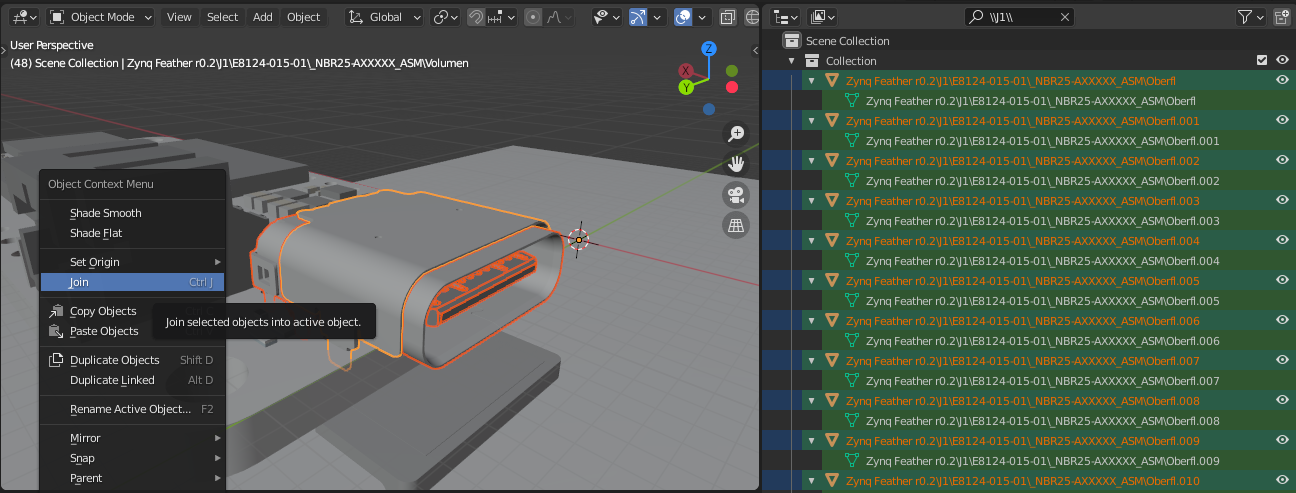 Object Mode View Select Add Object Global
User Perspective
(48) Scene Collection | Zynq Feather r0.2\J1\E8124-015-01\_NBR25-AXXXXX_ASM\Volumen
Z
X
Y
Object Context Menu
Shade Smooth
Shade Flat
Set Origin
Join Ctrl J
Copy Objects
Paste Objects
Join selected objects into active object.
Duplicate Objects Shift D
Duplicate Linked Alt D
Rename Active Object... F2
Mirror
Snap
Parent
\\J1\\
Scene Collection
Collection
Zynq Feather r0.2\J1\E8124-015-01\_NBR25-AXXXXX_ASM\Oberfl
Zynq Feather r0.2\J1\E8124-015-01\_NBR25-AXXXXX_ASM\Oberfl
Zynq Feather r0.2\J1\E8124-015-01\_NBR25-AXXXXX_ASM\Oberfl.001
Zynq Feather r0.2\J1\E8124-015-01\_NBR25-AXXXXX_ASM\Oberfl.001
Zynq Feather r0.2\J1\E8124-015-01\_NBR25-AXXXXX_ASM\Oberfl.002
Zynq Feather r0.2\J1\E8124-015-01\_NBR25-AXXXXX_ASM\Oberfl.002
Zynq Feather r0.2\J1\E8124-015-01\_NBR25-AXXXXX_ASM\Oberfl.003
Zynq Feather r0.2\J1\E8124-015-01\_NBR25-AXXXXX_ASM\Oberfl.003
Zynq Feather r0.2\J1\E8124-015-01\_NBR25-AXXXXX_ASM\Oberfl.004
Zynq Feather r0.2\J1\E8124-015-01\_NBR25-AXXXXX_ASM\Oberfl.004
Zynq Feather r0.2\J1\E8124-015-01\_NBR25-AXXXXX_ASM\Oberfl.005
Zynq Feather r0.2\J1\E8124-015-01\_NBR25-AXXXXX_ASM\Oberfl.005
Zynq Feather r0.2\J1\E8124-015-01\_NBR25-AXXXXX_ASM\Oberfl.006
Zynq Feather r0.2\J1\E8124-015-01\_NBR25-AXXXXX_ASM\Oberfl.006
Zynq Feather r0.2\J1\E8124-015-01\_NBR25-AXXXXX_ASM\Oberfl.007
Zynq Feather r0.2\J1\E8124-015-01\_NBR25-AXXXXX_ASM\Oberfl.007
Zynq Feather r0.2\J1\E8124-015-01\_NBR25-AXXXXX_ASM\Oberfl.008
Zynq Feather r0.2\J1\E8124-015-01\_NBR25-AXXXXX_ASM\Oberfl.008
Zynq Feather r0.2\J1\E8124-015-01\_NBR25-AXXXXX_ASM\Oberfl.009
Zynq Feather r0.2\J1\E8124-015-01\_NBR25-AXXXXX_ASM\Oberfl.009
Zynq Feather r0.2\J1\E8124-015-01\_NBR25-AXXXXX_ASM\Oberfl.010